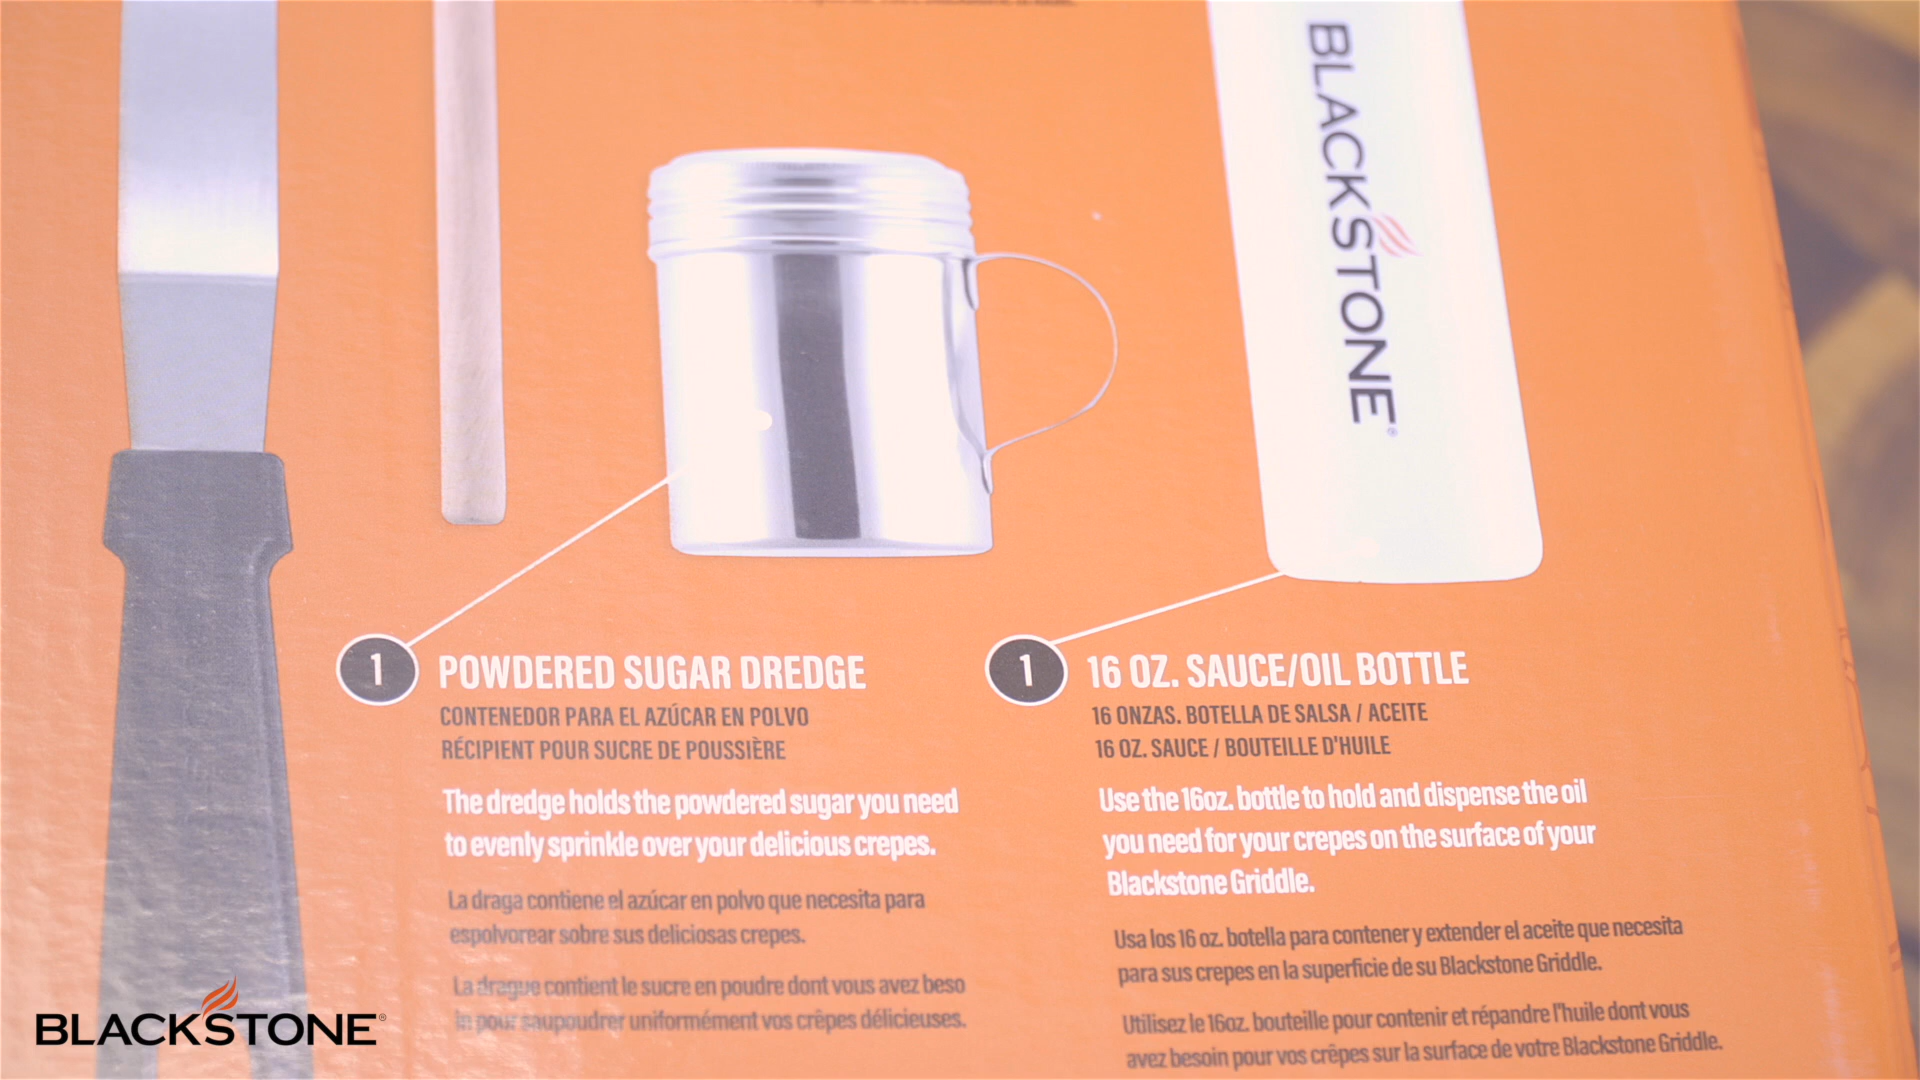 BLACKSTONE®
1
POWDERED SUGAR DREDGE
CONTENEDOR PARA EL AZÚCAR EN POLVO
RÉCIPIENT POUR SUCRE DE POUSSIÈRE
The dredge holds the powdered sugar you need
to evenly sprinkle over your delicious crepes.
La draga contiene el azúcar en polvo que necesita para
espolvorear sobre sus deliciosas crepes.
La drague contient le sucre en poudre dont vous avez beso
in pour saupoudrer uniformément vos crêpes délicieuses.
1
16 OZ. SAUCE/OIL BOTTLE
16 ONZAS. BOTELLA DE SALSA / ACEITE
16 OZ. SAUCE / BOUTEILLE D'HUILE
Use the 16oz. bottle to hold and dispense the oil
you need for your crepes on the surface of your
Blackstone Griddle.
Usa los 16 oz. botella para contener y extender el aceite que necesita
para sus crepes en la superficie de su Blackstone Griddle.
Utilisez le 16oz. bouteille pour contenir et répandre l'huile dont vous
avez besoin pour vos crêpes sur la surface de votre Blackstone Griddle.
BLACKSTONE®